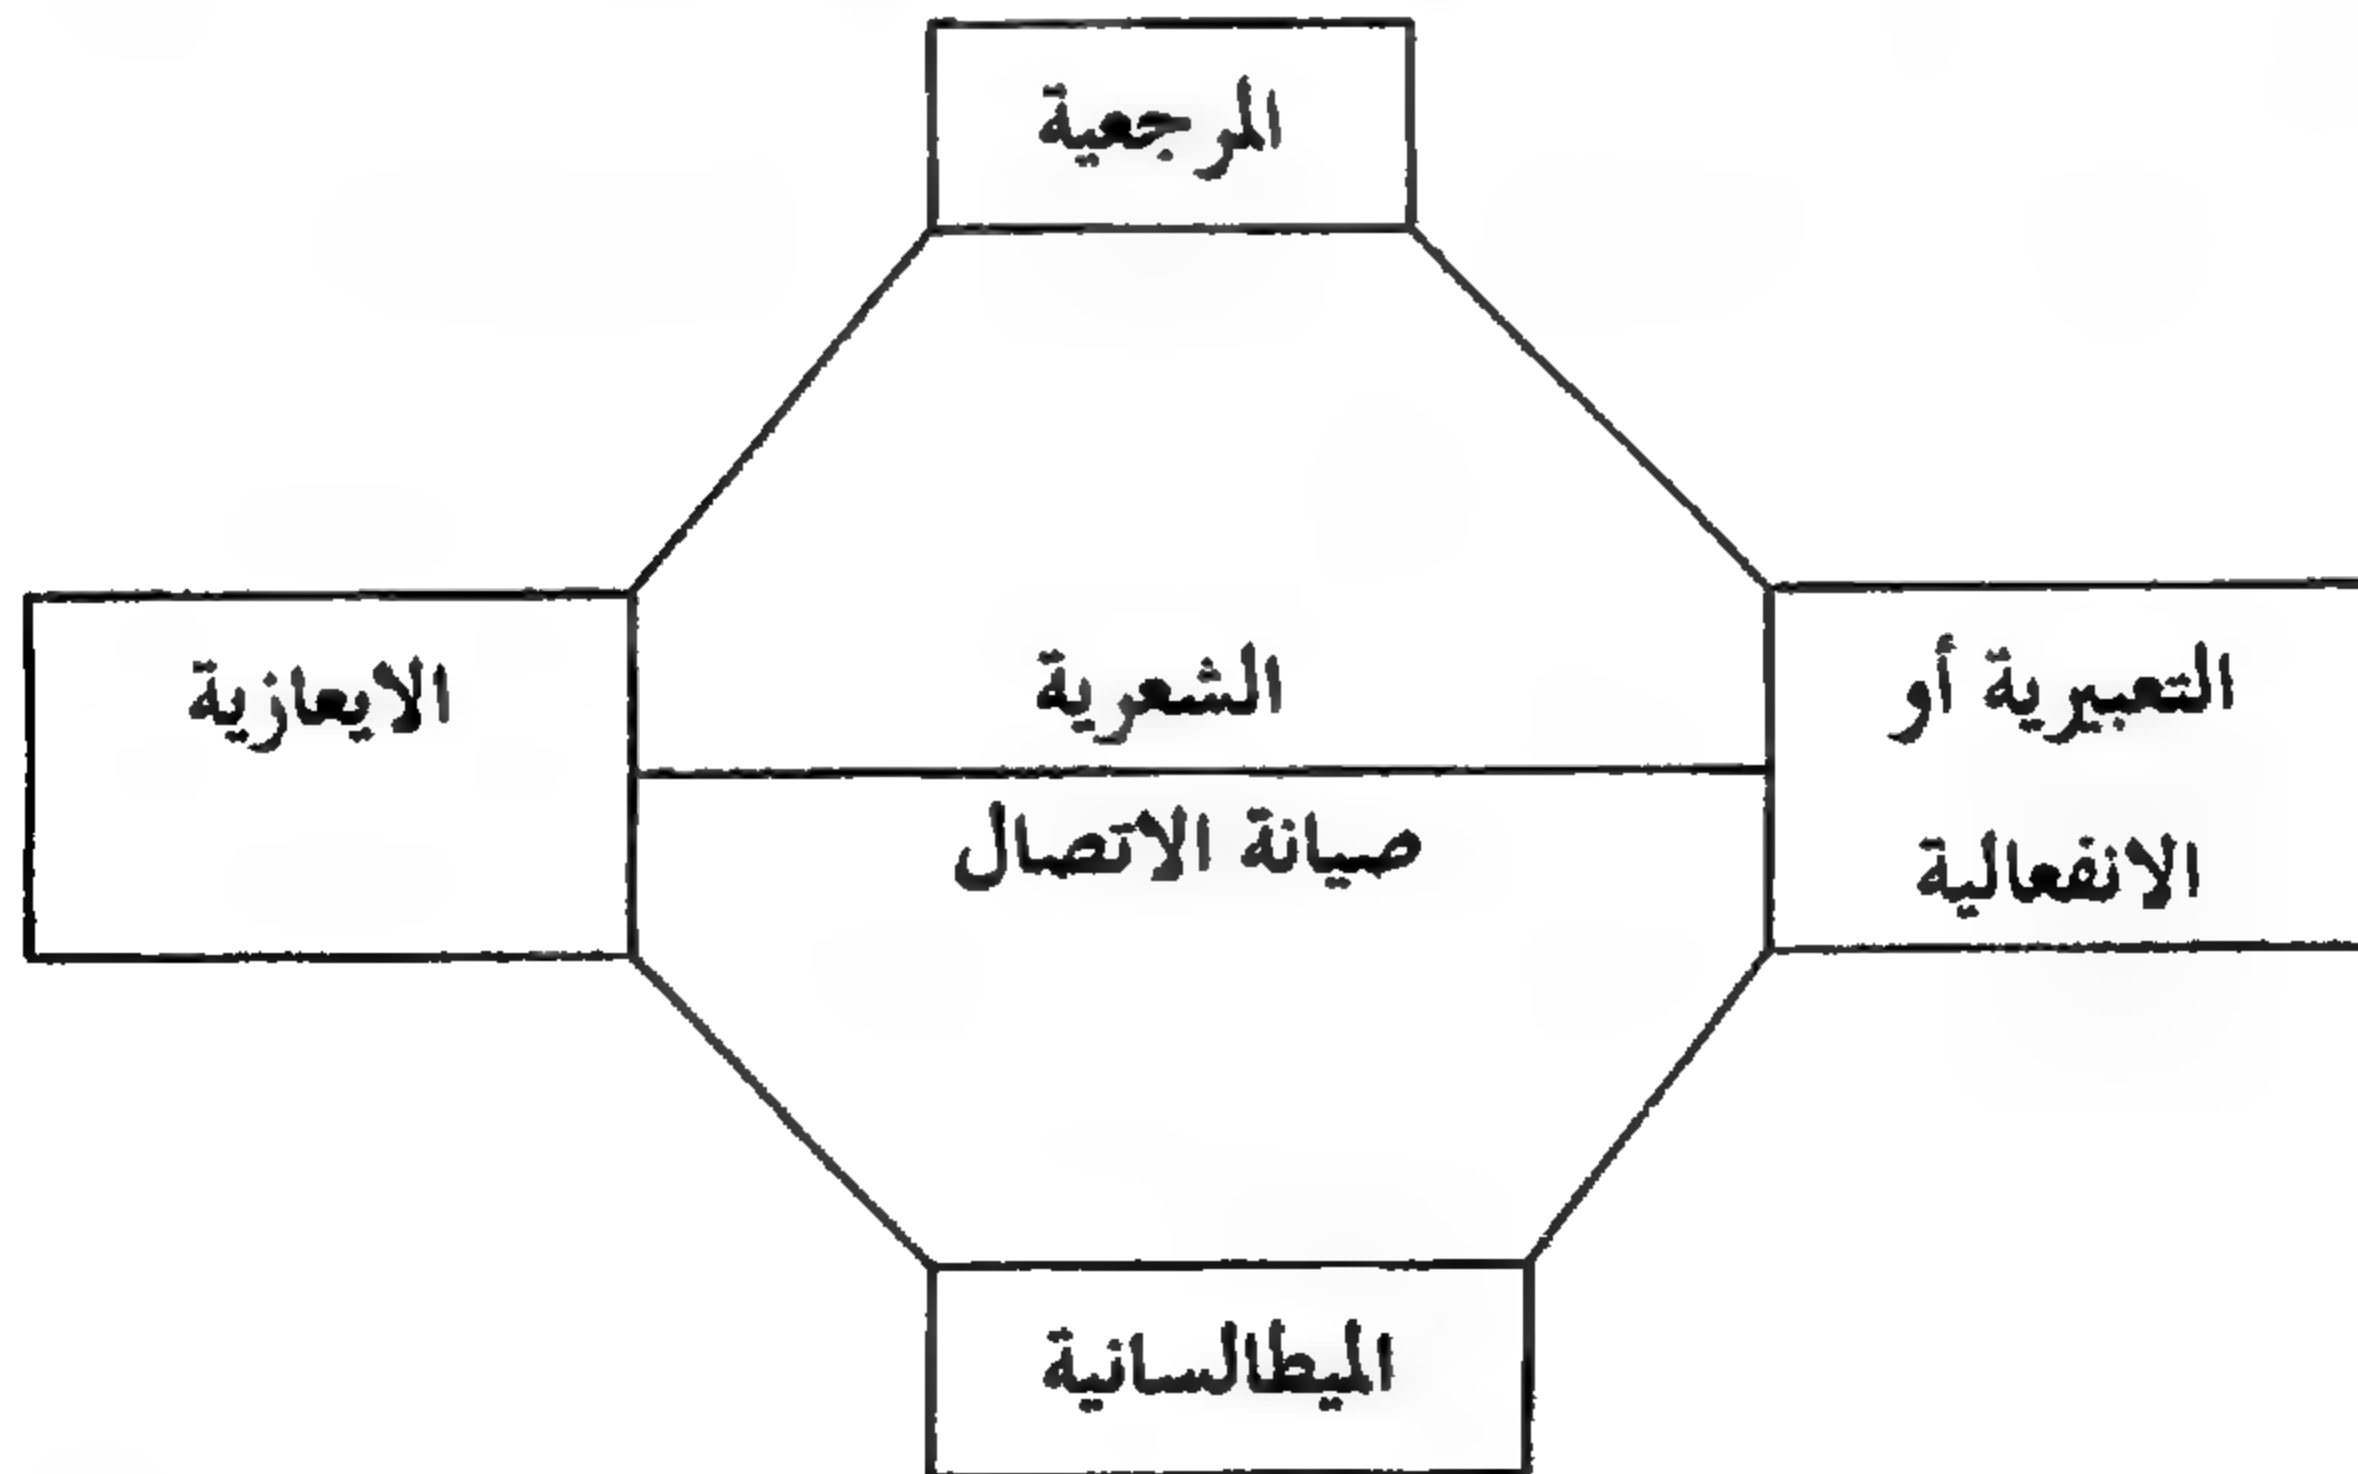 المرجعية
التعبيرية أو
الشعرية
الايعازية
صيانة الاتصال
الانفعالية
الميطالسانية